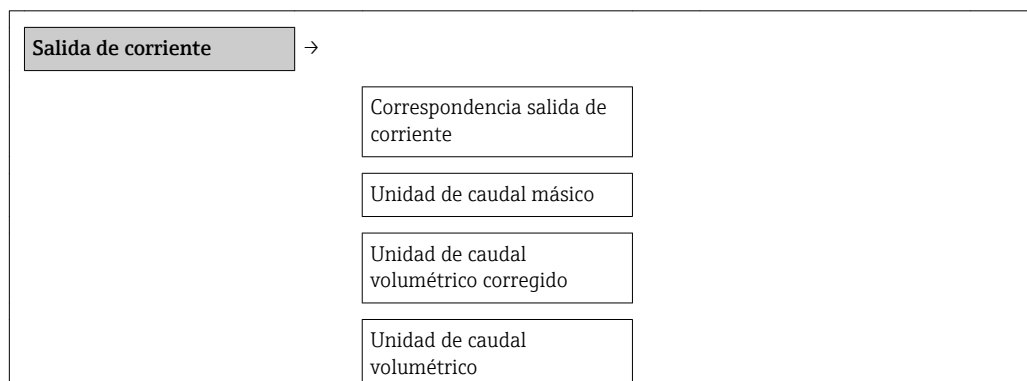 Salida de corriente →
Correspondencia salida de
corriente
Unidad de caudal másico
Unidad de caudal
volumétrico corregido
Unidad de caudal
volumétrico